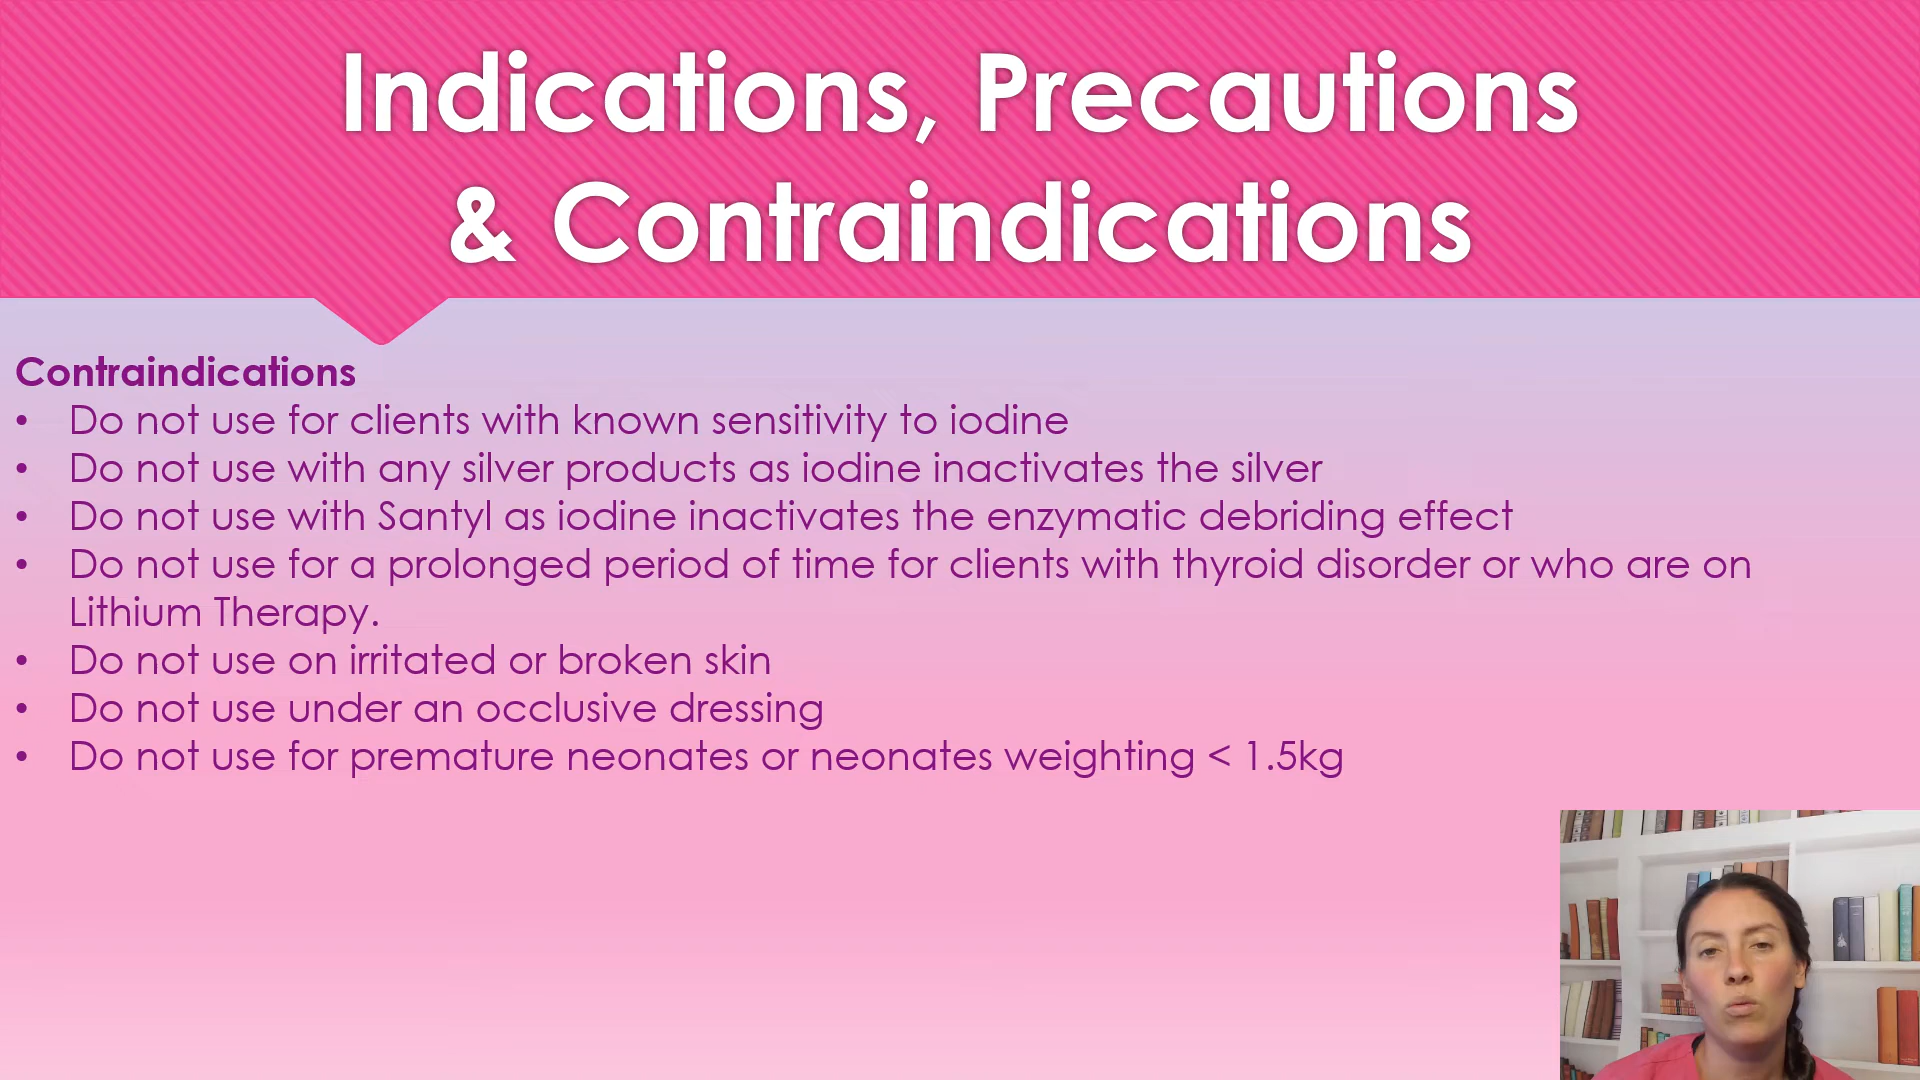 Indications, Precautions
& Contraindications
Contraindications
• Do not use for clients with known sensitivity to iodine
• Do not use with any silver products as iodine inactivates the silver
• Do not use with Santyl as iodine inactivates the enzymatic debriding effect
• Do not use for a prolonged period of time for clients with thyroid disorder or who are on
Lithium Therapy.
• Do not use on irritated or broken skin
• Do not use under an occlusive dressing
• Do not use for premature neonates or neonates weighting < 1.5kg